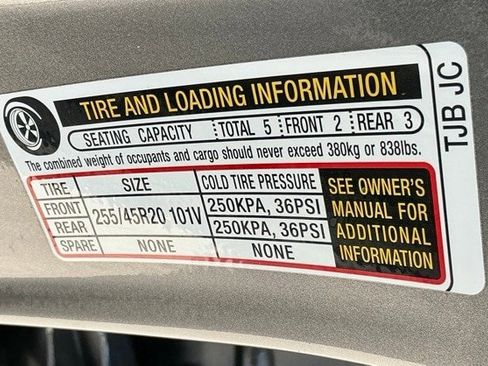 TIRE AND LOADING INFORMATION
SEATING CAPACITY TOTAL 5 FRONT 2 REAR 3
The combined weight of occupants and cargo should never exceed 380kg or 838lbs.
TIRE SIZE COLD TIRE PRESSURE
FRONT 255/45R20 101V 250KPA, 36PSI
REAR 250KPA, 36PSI
SPARE NONE NONE
SEE OWNER'S
MANUAL FOR
ADDITIONAL
INFORMATION
TJB JC